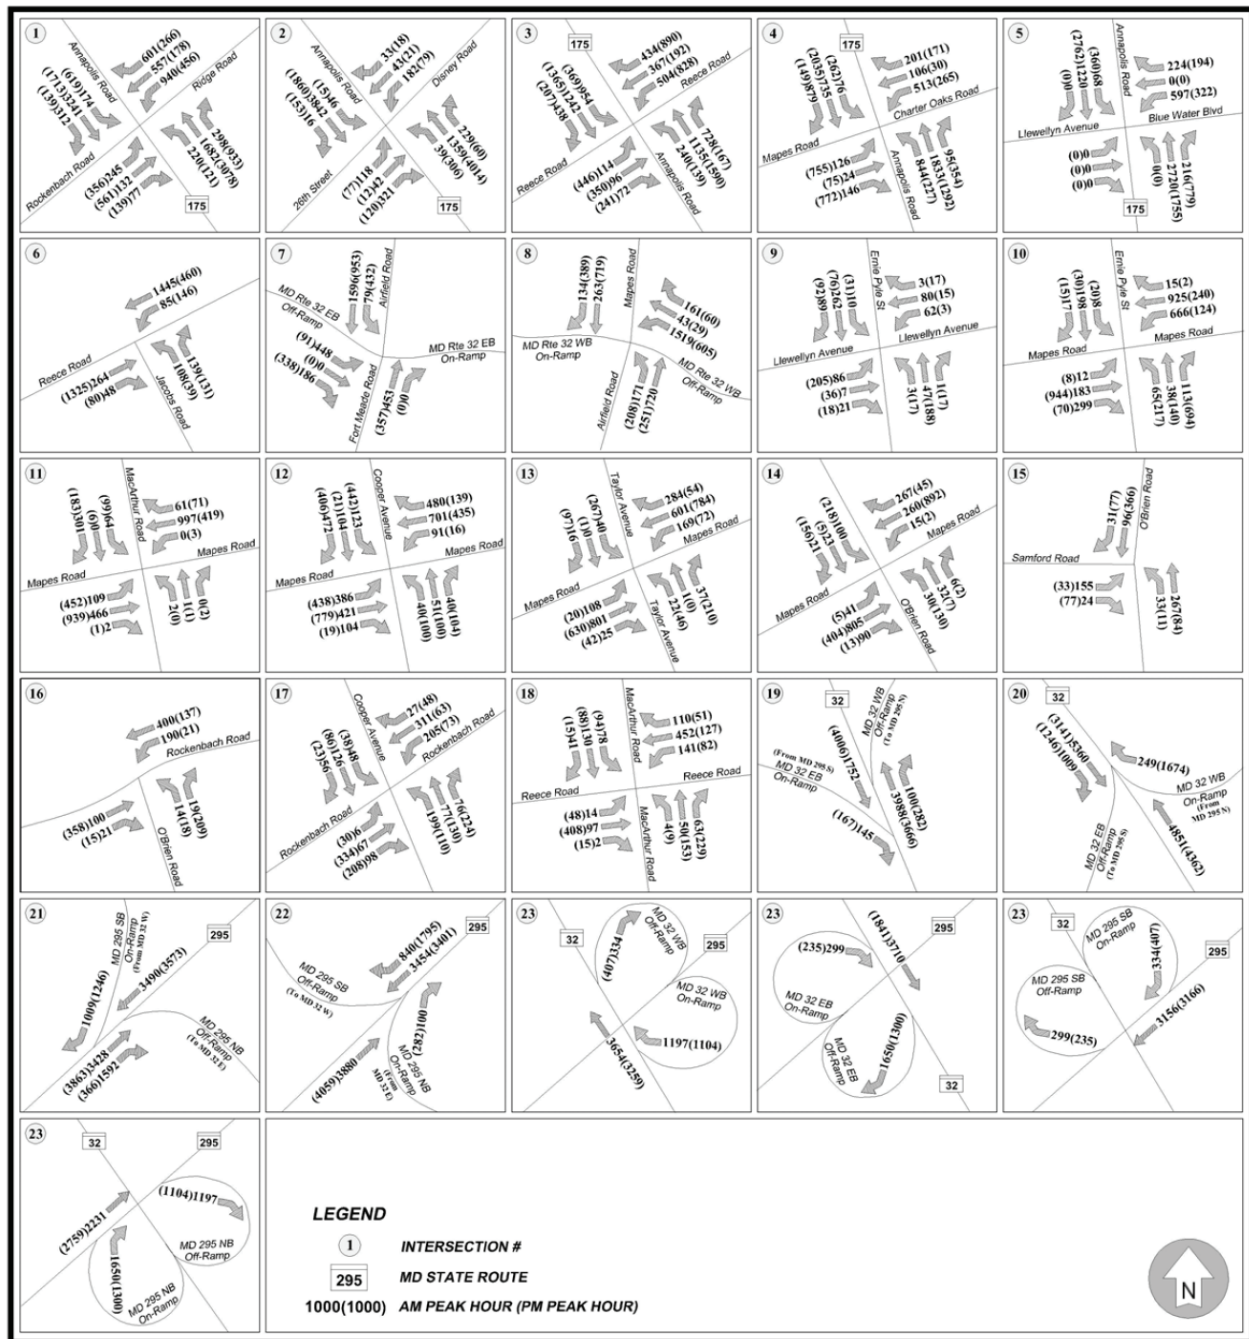 1
Annapolis Road
601(266)
557(178)
940(456)
Ridge Road
(619)174
(1713)3241
(139)312
298(933)
1682(3078)
220(121)
Rockenbach Road
(356)245
(561)132
(139)77
175
2
Annapolis Road
33(18)
43(21)
182(79)
Disney Road
(15)46
(1860)3842
(153)16
229(60)
1359(4014)
39(306)
26th Street
(77)118
(12)42
(120)321
175
3
175
434(890)
367(192)
504(828)
Reece Road
(369)954
(1365)1242
(207)438
728(167)
1135(1590)
240(139)
Reece Road
(446)114
(350)96
(241)72
Annapolis Road
4
175
201(171)
106(30)
513(265)
Charter Oaks Road
(262)76
(2035)735
(149)879
Mapes Road
(755)126
(75)24
(772)146
95(354)
1833(1292)
844(227)
Annapolis Road
5
Annapolis Road
(360)68
(2762)1220
(0)0
224(194)
0(0)
597(322)
Blue Water Blvd
Llewellyn Avenue
(0)0
(0)0
(0)0
216(779)
2720(1755)
0(0)
175
6
1445(460)
85(146)
Reece Road
(1325)264
(80)48
139(131)
108(39)
Jacobs Road
7
1596(953)
79(432)
Airfield Road
MD Rte 32 EB
Off-Ramp
MD Rte 32 EB
On-Ramp
(91)448
(0)0
(338)186
Fort Meade Road
(357)453
(0)0
8
134(389)
263(719)
Mapes Road
161(60)
43(29)
1519(605)
MD Rte 32 WB
On-Ramp
MD Rte 32 WB
Off-Ramp
Airfield Road
(208)171
(251)720
9
Ernie Pyle St
(31)10
(76)262
(92)89
3(17)
80(15)
62(3)
Llewellyn Avenue
Llewellyn Avenue
(205)86
(36)7
(18)21
1(17)
47(188)
3(17)
10
Ernie Pyle St
(20)8
(30)198
(15)17
15(2)
925(240)
666(124)
Mapes Road
Mapes Road
(8)12
(944)183
(70)299
113(694)
38(140)
65(217)
11
MacArthur Road
(99)64
(6)0
(183)301
61(71)
997(419)
0(3)
Mapes Road
Mapes Road
(452)109
(939)466
(1)2
0(2)
1(1)
2(0)
12
Cooper Avenue
(442)123
(21)104
(406)472
480(139)
701(435)
91(16)
Mapes Road
Mapes Road
(438)386
(779)421
(19)104
40(104)
51(100)
40(100)
13
Taylor Avenue
(267)40
(1)0
(97)16
284(54)
601(784)
169(72)
Mapes Road
Mapes Road
(20)108
(630)801
(42)25
37(210)
1(0)
22(46)
Taylor Avenue
14
(218)100
(5)23
(156)21
267(45)
260(892)
15(2)
Mapes Road
Mapes Road
(5)41
(404)805
(13)90
6(2)
32(7)
30(130)
O'Brien Road
15
31(77)
96(366)
O'Brien Road
Samford Road
(33)155
(77)24
267(84)
33(11)
16
400(137)
190(21)
Rockenbach Road
(358)100
(15)21
19(209)
14(18)
O'Brien Road
17
Cooper Avenue
(38)48
(86)126
(23)56
27(48)
311(63)
205(73)
Rockenbach Road
Rockenbach Road
(30)6
(334)67
(208)98
76(224)
77(130)
199(110)
18
MacArthur Road
(94)78
(88)130
(15)41
110(51)
452(127)
141(82)
Reece Road
Reece Road
(48)14
(408)97
(15)2
63(229)
50(153)
4(9)
MacArthur Road
19
32
MD 32 WB
Off-Ramp
(To MD 295 N)
(4006)1752
(From MD 295 S)
MD 32 EB
On-Ramp
(167)145
100(282)
3988(3666)
20
32
(3141)5360
(1246)1009
249(1674)
MD 32 WB
On-Ramp
(From
MD 295 N)
MD 32 EB
Off-Ramp
(To MD 295 S)
4851(4362)
21
MD 295 SB
On-Ramp
(From MD 32 W)
295
1009(1246)
3490(3573)
(3863)3428
(366)1592
MD 295 NB
Off-Ramp
(To MD 32 E)
22
840(1795)
3454(3401)
295
MD 295 SB
Off-Ramp
(To MD 32 W)
(282)100
(4059)3880
MD 295 NB
On-Ramp
(From
MD 32 E)
23
32
(407)334
MD 32 WB
Off-Ramp
295
MD 32 WB
On-Ramp
1197(1104)
3654(3259)
23
(1841)3710
295
(235)299
MD 32 EB
On-Ramp
MD 32 EB
Off-Ramp
1650(1300)
32
23
32
MD 295 SB
On-Ramp
334(407)
295
MD 295 SB
Off-Ramp
299(235)
3156(3166)
23
32
295
(1104)1197
(2759)2231
MD 295 NB
Off-Ramp
1650(1300)
MD 295 NB
On-Ramp
LEGEND
1 INTERSECTION #
295 MD STATE ROUTE
1000(1000) AM PEAK HOUR (PM PEAK HOUR)
N